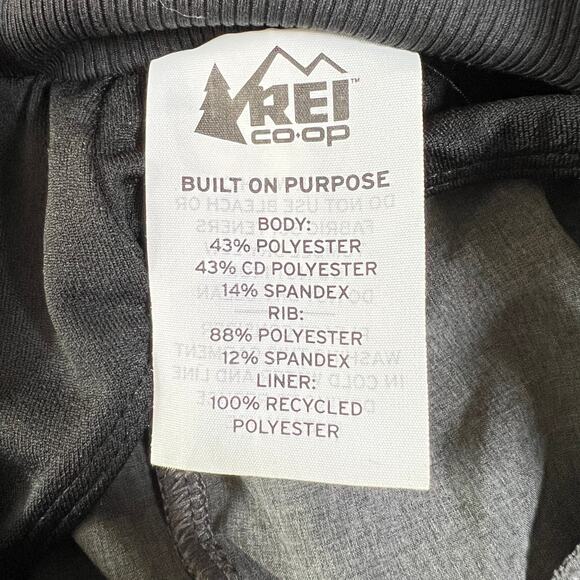 REI™
CO·OP
BUILT ON PURPOSE
BODY:
43% POLYESTER
43% CD POLYESTER
14% SPANDEX
RIB:
88% POLYESTER
12% SPANDEX
LINER:
100% RECYCLED
POLYESTER